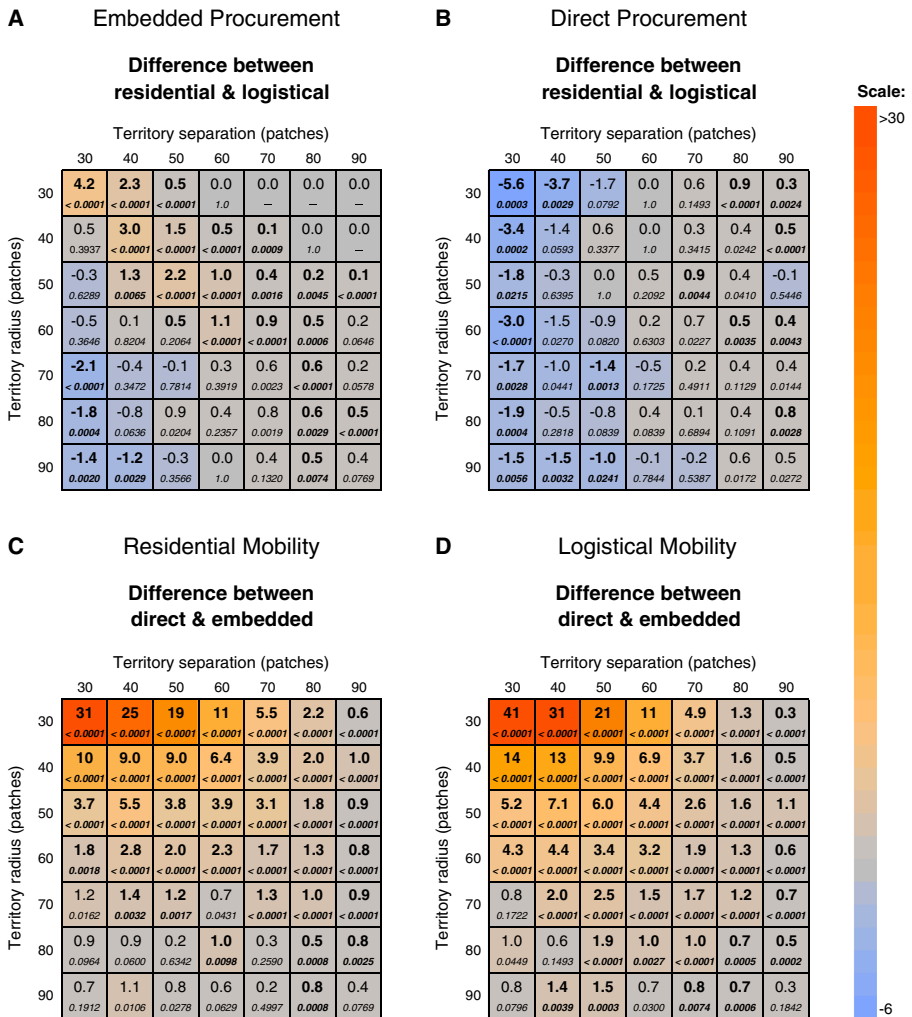 A Embedded Procurement
Difference between
residential & logistical
Territory separation (patches)
30 40 50 60 70 80 90
Territory radius (patches)
30 4.2 2.3 0.5 0.0 0.0 0.0 0.0
< 0.0001 < 0.0001 < 0.0001 1.0 — — —
40 0.5 3.0 1.5 0.5 0.1 0.0 0.0
0.3937 < 0.0001 < 0.0001 < 0.0001 0.0009 1.0 —
50 -0.3 1.3 2.2 1.0 0.4 0.2 0.1
0.6289 0.0065 < 0.0001 < 0.0001 0.0016 0.0045 < 0.0001
60 -0.5 0.1 0.5 1.1 0.9 0.5 0.2
0.3646 0.8204 0.2064 < 0.0001 < 0.0001 0.0006 0.0646
70 -2.1 -0.4 -0.1 0.3 0.6 0.6 0.2
< 0.0001 0.3472 0.7814 0.3919 0.0023 < 0.0001 0.0578
80 -1.8 -0.8 0.9 0.4 0.8 0.6 0.5
0.0004 0.0636 0.0204 0.2357 0.0019 0.0029 < 0.0001
90 -1.4 -1.2 -0.3 0.0 0.4 0.5 0.4
0.0020 0.0029 0.3566 1.0 0.1320 0.0074 0.0769
B Direct Procurement
Difference between
residential & logistical
Territory separation (patches)
30 40 50 60 70 80 90
Territory radius (patches)
30 -5.6 -3.7 -1.7 0.0 0.6 0.9 0.3
0.0003 0.0029 0.0792 1.0 0.1493 < 0.0001 0.0024
40 -3.4 -1.4 0.6 0.0 0.3 0.4 0.5
0.0002 0.0593 0.3377 1.0 0.3415 0.0242 < 0.0001
50 -1.8 -0.3 0.0 0.5 0.9 0.4 -0.1
0.0215 0.6395 1.0 0.2092 0.0044 0.0410 0.5446
60 -3.0 -1.5 -0.9 0.2 0.7 0.5 0.4
< 0.0001 0.0270 0.0820 0.6303 0.0227 0.0035 0.0043
70 -1.7 -1.0 -1.4 -0.5 0.2 0.4 0.4
0.0028 0.0441 0.0013 0.1725 0.4911 0.1129 0.0144
80 -1.9 -0.5 -0.8 0.4 0.1 0.4 0.8
0.0004 0.2818 0.0839 0.0839 0.6894 0.1091 0.0028
90 -1.5 -1.5 -1.0 -0.1 -0.2 0.6 0.5
0.0056 0.0032 0.0241 0.7844 0.5387 0.0172 0.0272
Scale:
>30
-6
C Residential Mobility
Difference between
direct & embedded
Territory separation (patches)
30 40 50 60 70 80 90
Territory radius (patches)
30 31 25 19 11 5.5 2.2 0.6
< 0.0001 < 0.0001 < 0.0001 < 0.0001 < 0.0001 < 0.0001 < 0.0001
40 10 9.0 9.0 6.4 3.9 2.0 1.0
< 0.0001 < 0.0001 < 0.0001 < 0.0001 < 0.0001 < 0.0001 < 0.0001
50 3.7 5.5 3.8 3.9 3.1 1.8 0.9
< 0.0001 < 0.0001 < 0.0001 < 0.0001 < 0.0001 < 0.0001 < 0.0001
60 1.8 2.8 2.0 2.3 1.7 1.3 0.8
0.0018 < 0.0001 < 0.0001 < 0.0001 < 0.0001 < 0.0001 < 0.0001
70 1.2 1.4 1.2 0.7 1.3 1.0 0.9
0.0162 0.0032 0.0017 0.0431 < 0.0001 < 0.0001 < 0.0001
80 0.9 0.9 0.2 1.0 0.3 0.5 0.8
0.0964 0.0600 0.6342 0.0098 0.2590 0.0008 0.0025
90 0.7 1.1 0.8 0.6 0.2 0.8 0.4
0.1912 0.0106 0.0278 0.0629 0.4997 0.0008 0.0769
D Logistical Mobility
Difference between
direct & embedded
Territory separation (patches)
30 40 50 60 70 80 90
Territory radius (patches)
30 41 31 21 11 4.9 1.3 0.3
< 0.0001 < 0.0001 < 0.0001 < 0.0001 < 0.0001 < 0.0001 < 0.0001
40 14 13 9.9 6.9 3.7 1.6 0.5
< 0.0001 < 0.0001 < 0.0001 < 0.0001 < 0.0001 < 0.0001 < 0.0001
50 5.2 7.1 6.0 4.4 2.6 1.6 1.1
< 0.0001 < 0.0001 < 0.0001 < 0.0001 < 0.0001 < 0.0001 < 0.0001
60 4.3 4.4 3.4 3.2 1.9 1.3 0.6
< 0.0001 < 0.0001 < 0.0001 < 0.0001 < 0.0001 < 0.0001 < 0.0001
70 0.8 2.0 2.5 1.5 1.7 1.2 0.7
0.1722 < 0.0001 < 0.0001 < 0.0001 < 0.0001 < 0.0001 < 0.0001
80 1.0 0.6 1.9 1.0 1.0 0.7 0.5
0.0449 0.1493 < 0.0001 0.0027 < 0.0001 0.0005 0.0002
90 0.8 1.4 1.5 0.7 0.8 0.7 0.3
0.0796 0.0039 0.0003 0.0300 0.0074 0.0006 0.1842